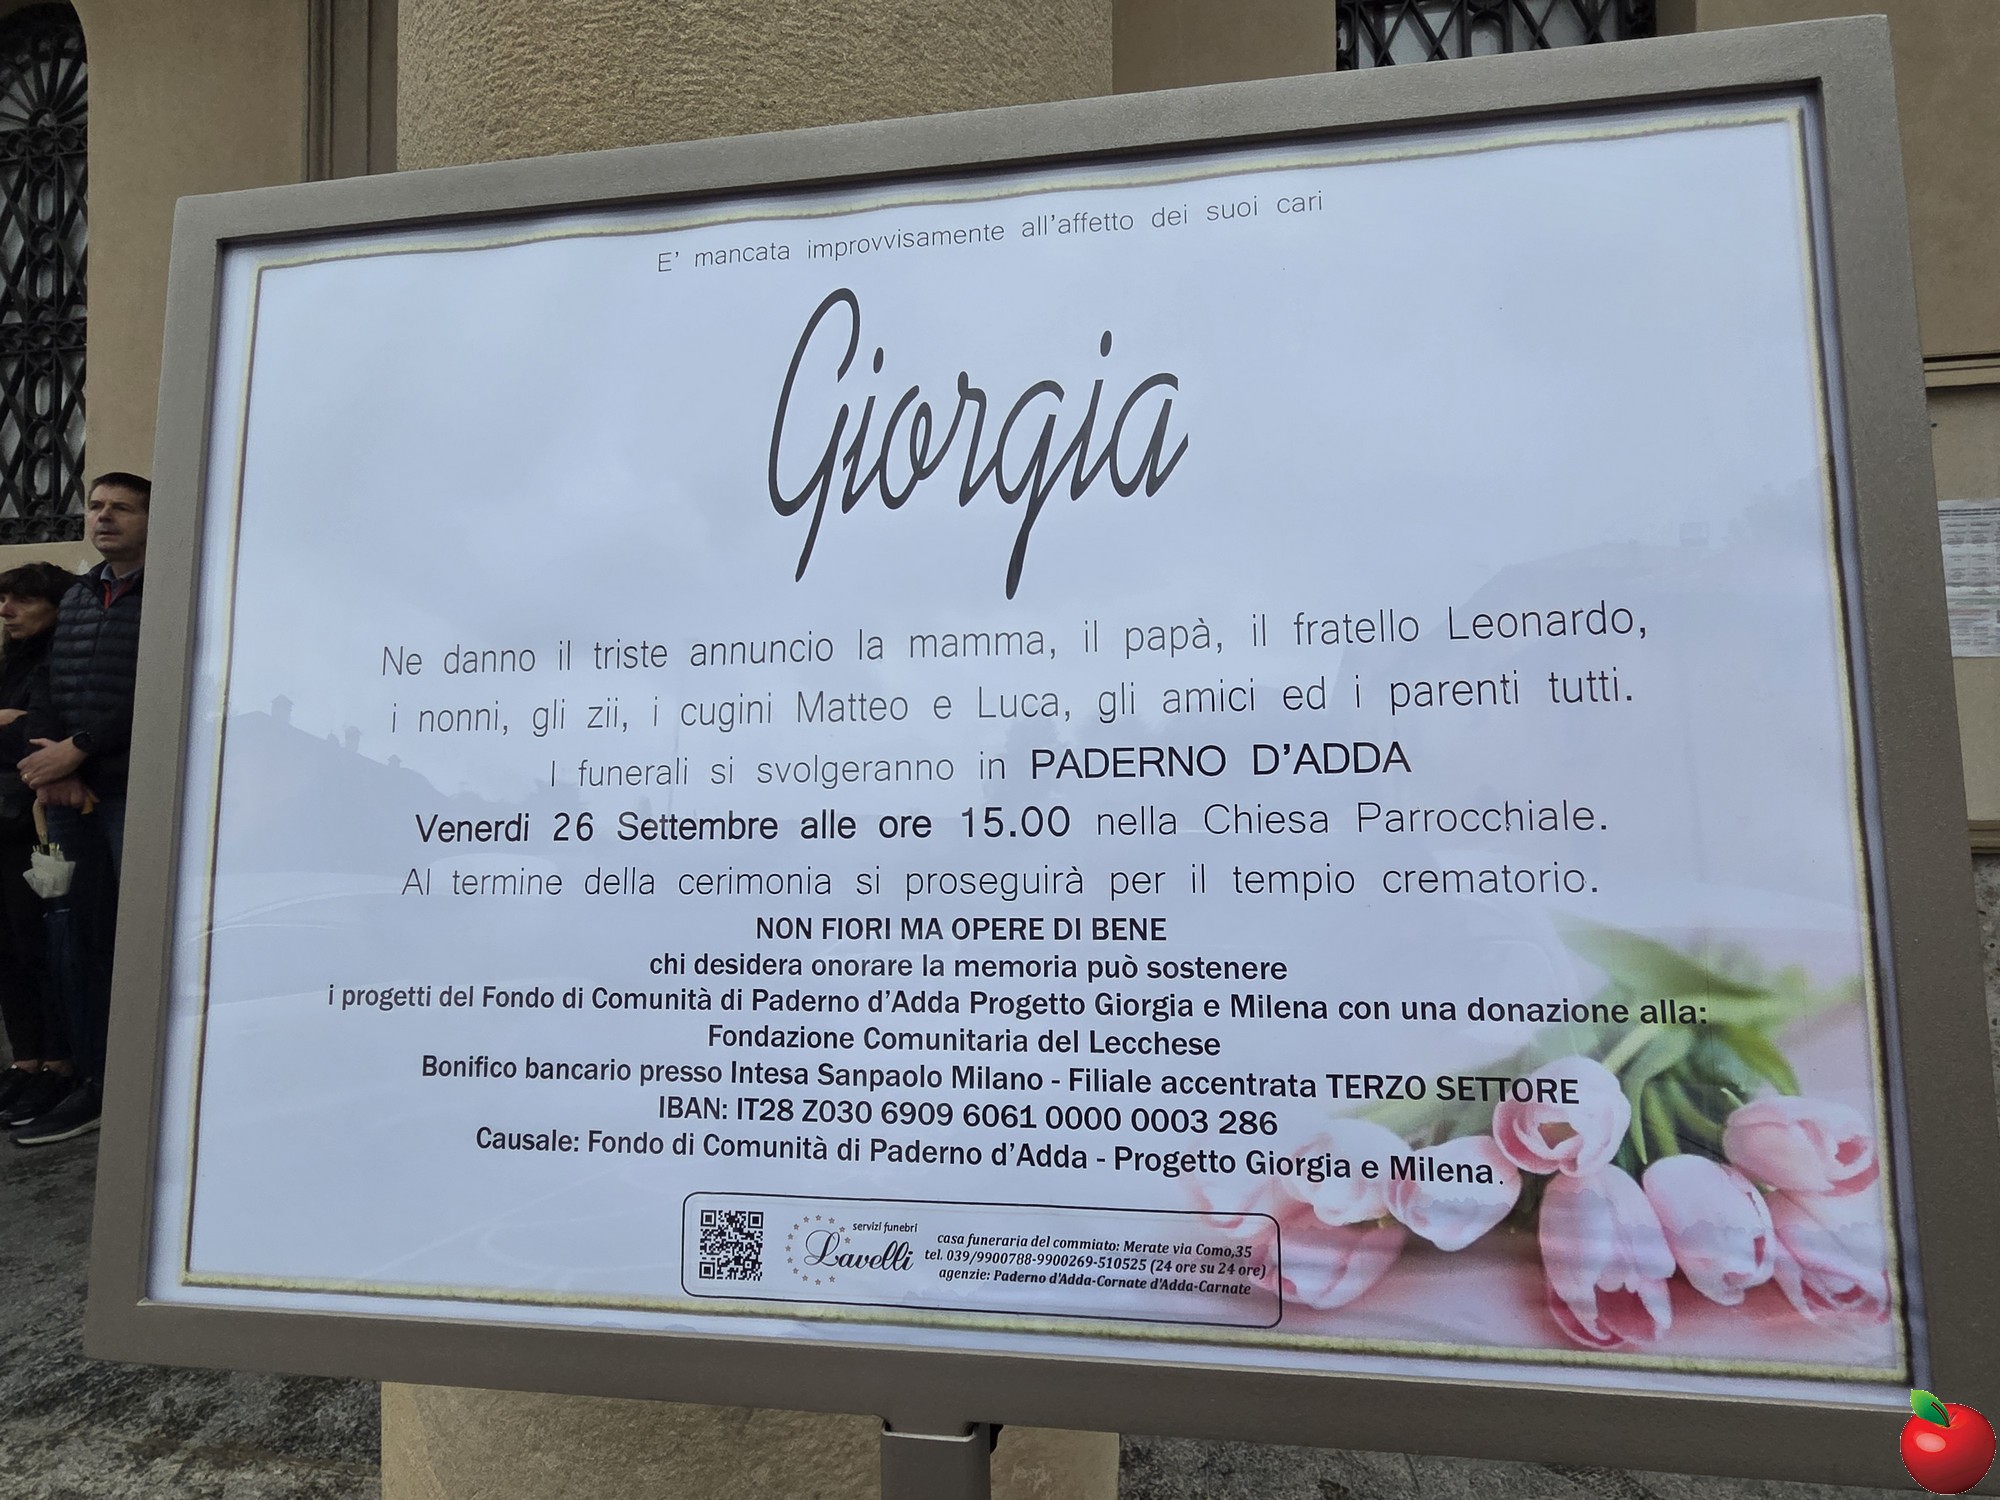 E' mancata improvvisamente all'affetto dei suoi cari
Giorgia
Ne danno il triste annuncio la mamma, il papà, il fratello Leonardo,
i nonni, gli zii, i cugini Matteo e Luca, gli amici ed i parenti tutti.
I funerali si svolgeranno in PADERNO D'ADDA
Venerdi 26 Settembre alle ore 15.00 nella Chiesa Parrocchiale.
Al termine della cerimonia si proseguirà per il tempio crematorio.
NON FIORI MA OPERE DI BENE
chi desidera onorare la memoria può sostenere
i progetti del Fondo di Comunità di Paderno d'Adda Progetto Giorgia e Milena con una donazione alla:
Fondazione Comunitaria del Lecchese
Bonifico bancario presso Intesa Sanpaolo Milano - Filiale accentrata TERZO SETTORE
IBAN: IT28 Z030 6909 6061 0000 0003 286
Causale: Fondo di Comunità di Paderno d'Adda - Progetto Giorgia e Milena.
servizi funebri
Lavelli
casa funeraria del commiato: Merate via Como,35
tel. 039/9900788-9900269-510525 (24 ore su 24 ore)
agenzie: Paderno d'Adda-Cornate d'Adda-Carnate